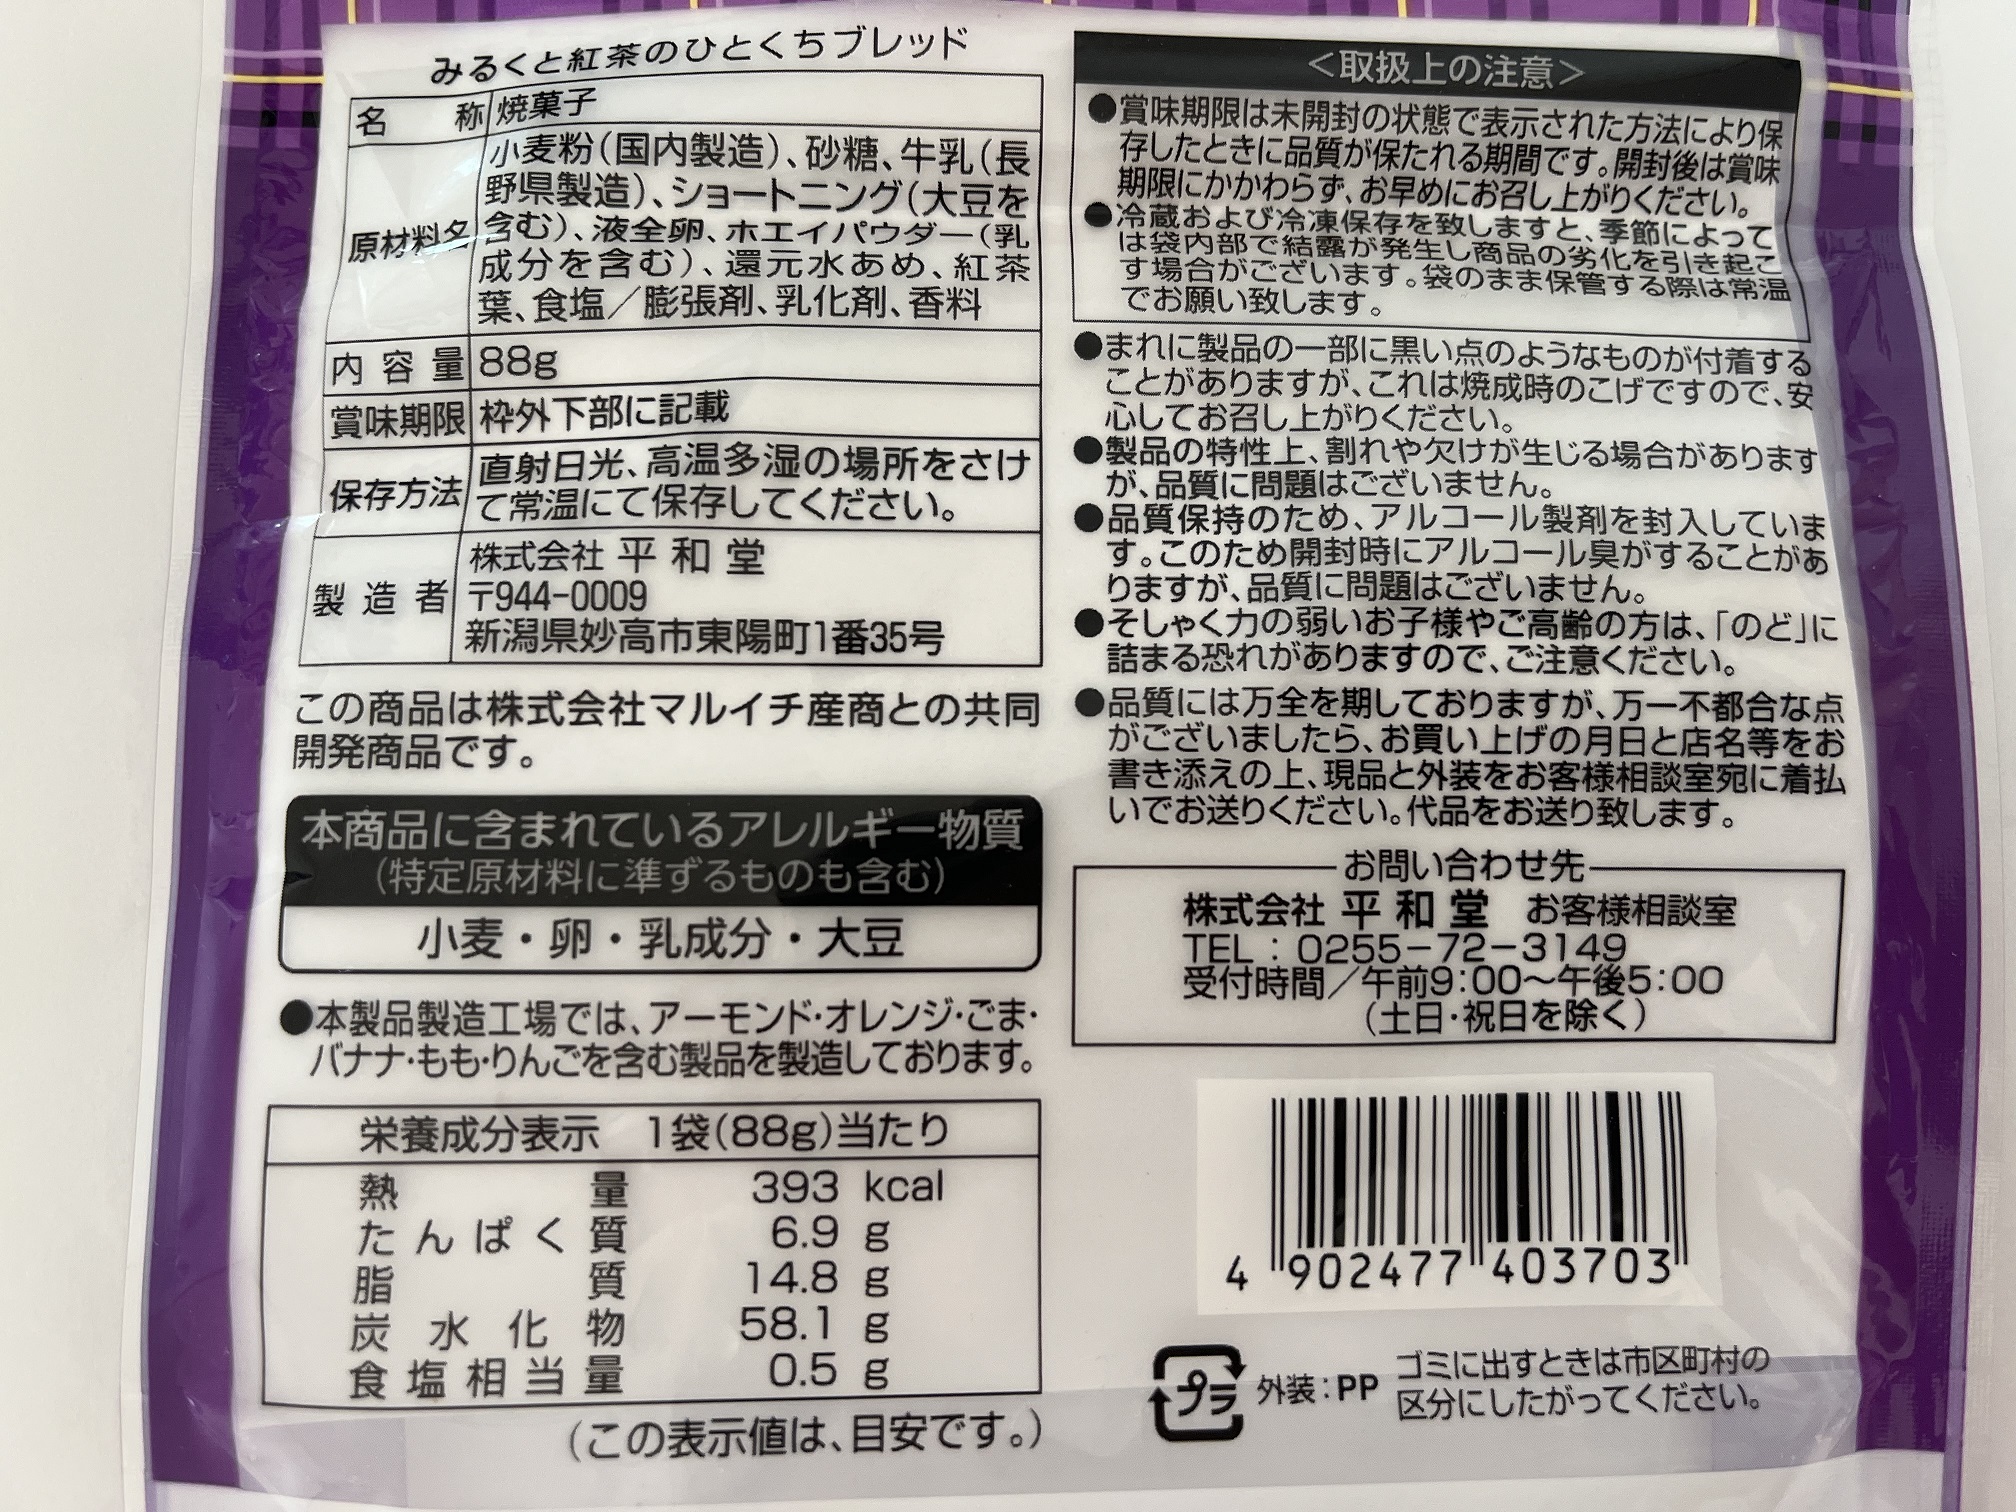 みるくと紅茶のひとくちブレッド
名称 焼菓子
原材料名
小麦粉(国内製造)、砂糖、牛乳(長
野県製造)、ショートニング(大豆を
含む)、液全卵、ホエイパウダー(乳
成分を含む)、還元水あめ、紅茶
葉、食塩／膨張剤、乳化剤、香料
内容量 88g
賞味期限 枠外下部に記載
保存方法
直射日光、高温多湿の場所をさけ
て常温にて保存してください。
製造者
株式会社 平和堂
〒944-0009
新潟県妙高市東陽町1番35号
この商品は株式会社マルイチ産商との共同
開発商品です。
本商品に含まれているアレルギー物質
(特定原材料に準ずるものも含む)
小麦・卵・乳成分・大豆
●本製品製造工場では、アーモンド・オレンジ・ごま・
バナナ・もも・りんごを含む製品を製造しております。
栄養成分表示 1袋(88g)当たり
熱量 393 kcal
たんぱく質 6.9 g
脂質 14.8 g
炭水化物 58.1 g
食塩相当量 0.5 g
(この表示値は、目安です。)
＜取扱上の注意＞
●賞味期限は未開封の状態で表示された方法により保
存したときに品質が保たれる期間です。開封後は賞味
期限にかかわらず、お早めにお召し上がりください。
●冷蔵および冷凍保存を致しますと、季節によって
は袋内部で結露が発生し商品の劣化を引き起こ
す場合がございます。袋のまま保管する際は常温
でお願い致します。
●まれに製品の一部に黒い点のようなものが付着する
ことがありますが、これは焼成時のこげですので、安
心してお召し上がりください。
●製品の特性上、割れや欠けが生じる場合があります
が、品質に問題はございません。
●品質保持のため、アルコール製剤を封入していま
す。このため開封時にアルコール臭がすることがあ
りますが、品質に問題はございません。
●そしゃく力の弱いお子様やご高齢の方は、「のど」に
詰まる恐れがありますので、ご注意ください。
●品質には万全を期しておりますが、万一不都合な点
がございましたら、お買い上げの月日と店名等をお
書き添えの上、現品と外装をお客様相談室宛に着払
いでお送りください。代品をお送り致します。
お問い合わせ先
株式会社 平和堂 お客様相談室
TEL：0255-72-3149
受付時間／午前9:00〜午後5:00
(土日・祝日を除く)
4 902477 403703
プラ 外装：PP
ゴミに出すときは市区町村の
区分にしたがってください。